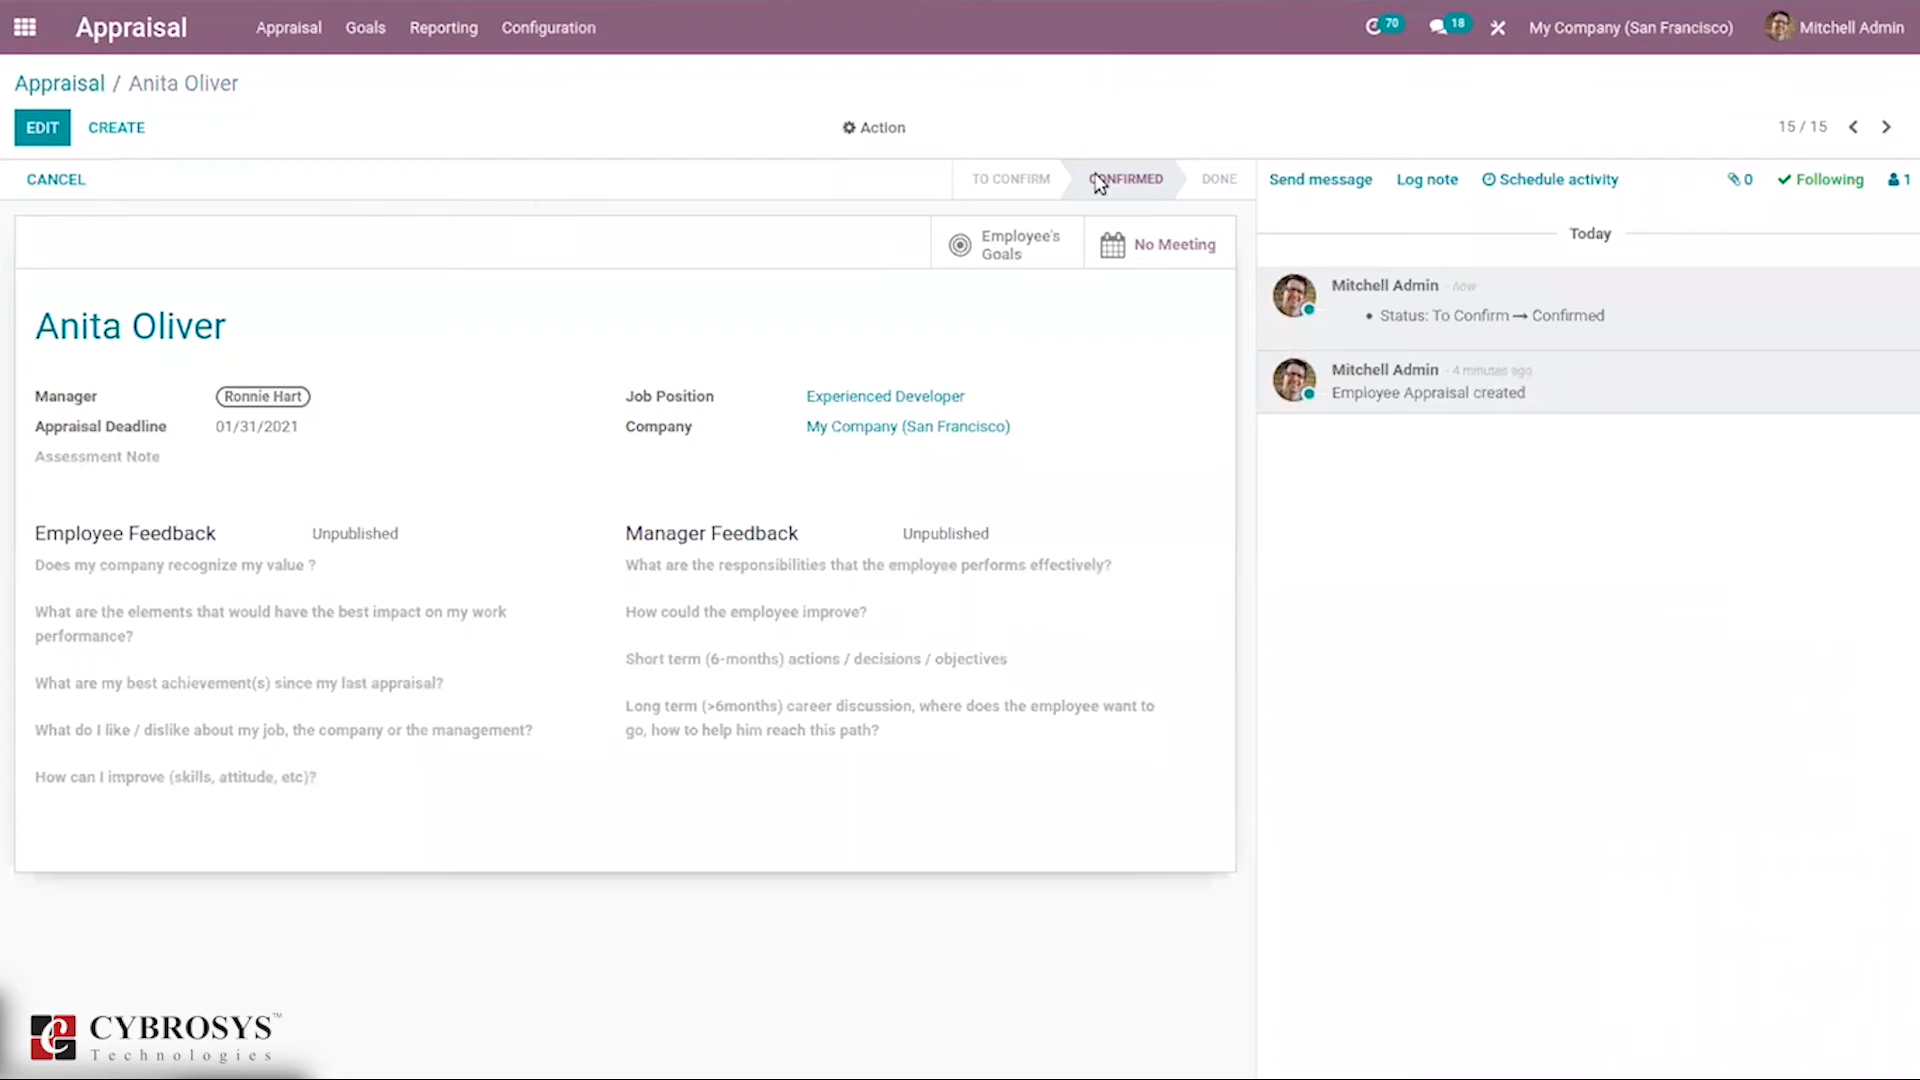 Appraisal Appraisal Goals Reporting Configuration 70 18 My Company (San Francisco) Mitchell Admin
Appraisal / Anita Oliver
EDIT CREATE Action 15 / 15
CANCEL TO CONFIRM CONFIRMED DONE Send message Log note Schedule activity 0 Following 1
Today
Employee's
Goals
No Meeting
Mitchell Admin - now
• Status: To Confirm → Confirmed
Mitchell Admin - 4 minutes ago
Employee Appraisal created
Anita Oliver
Manager Ronnie Hart
Appraisal Deadline 01/31/2021
Assessment Note
Job Position Experienced Developer
Company My Company (San Francisco)
Employee Feedback Unpublished
Does my company recognize my value ?
What are the elements that would have the best impact on my work
performance?
What are my best achievement(s) since my last appraisal?
What do I like / dislike about my job, the company or the management?
How can I improve (skills, attitude, etc)?
Manager Feedback Unpublished
What are the responsibilities that the employee performs effectively?
How could the employee improve?
Short term (6-months) actions / decisions / objectives
Long term (>6months) career discussion, where does the employee want to
go, how to help him reach this path?
CYBROSYS™
Technologies